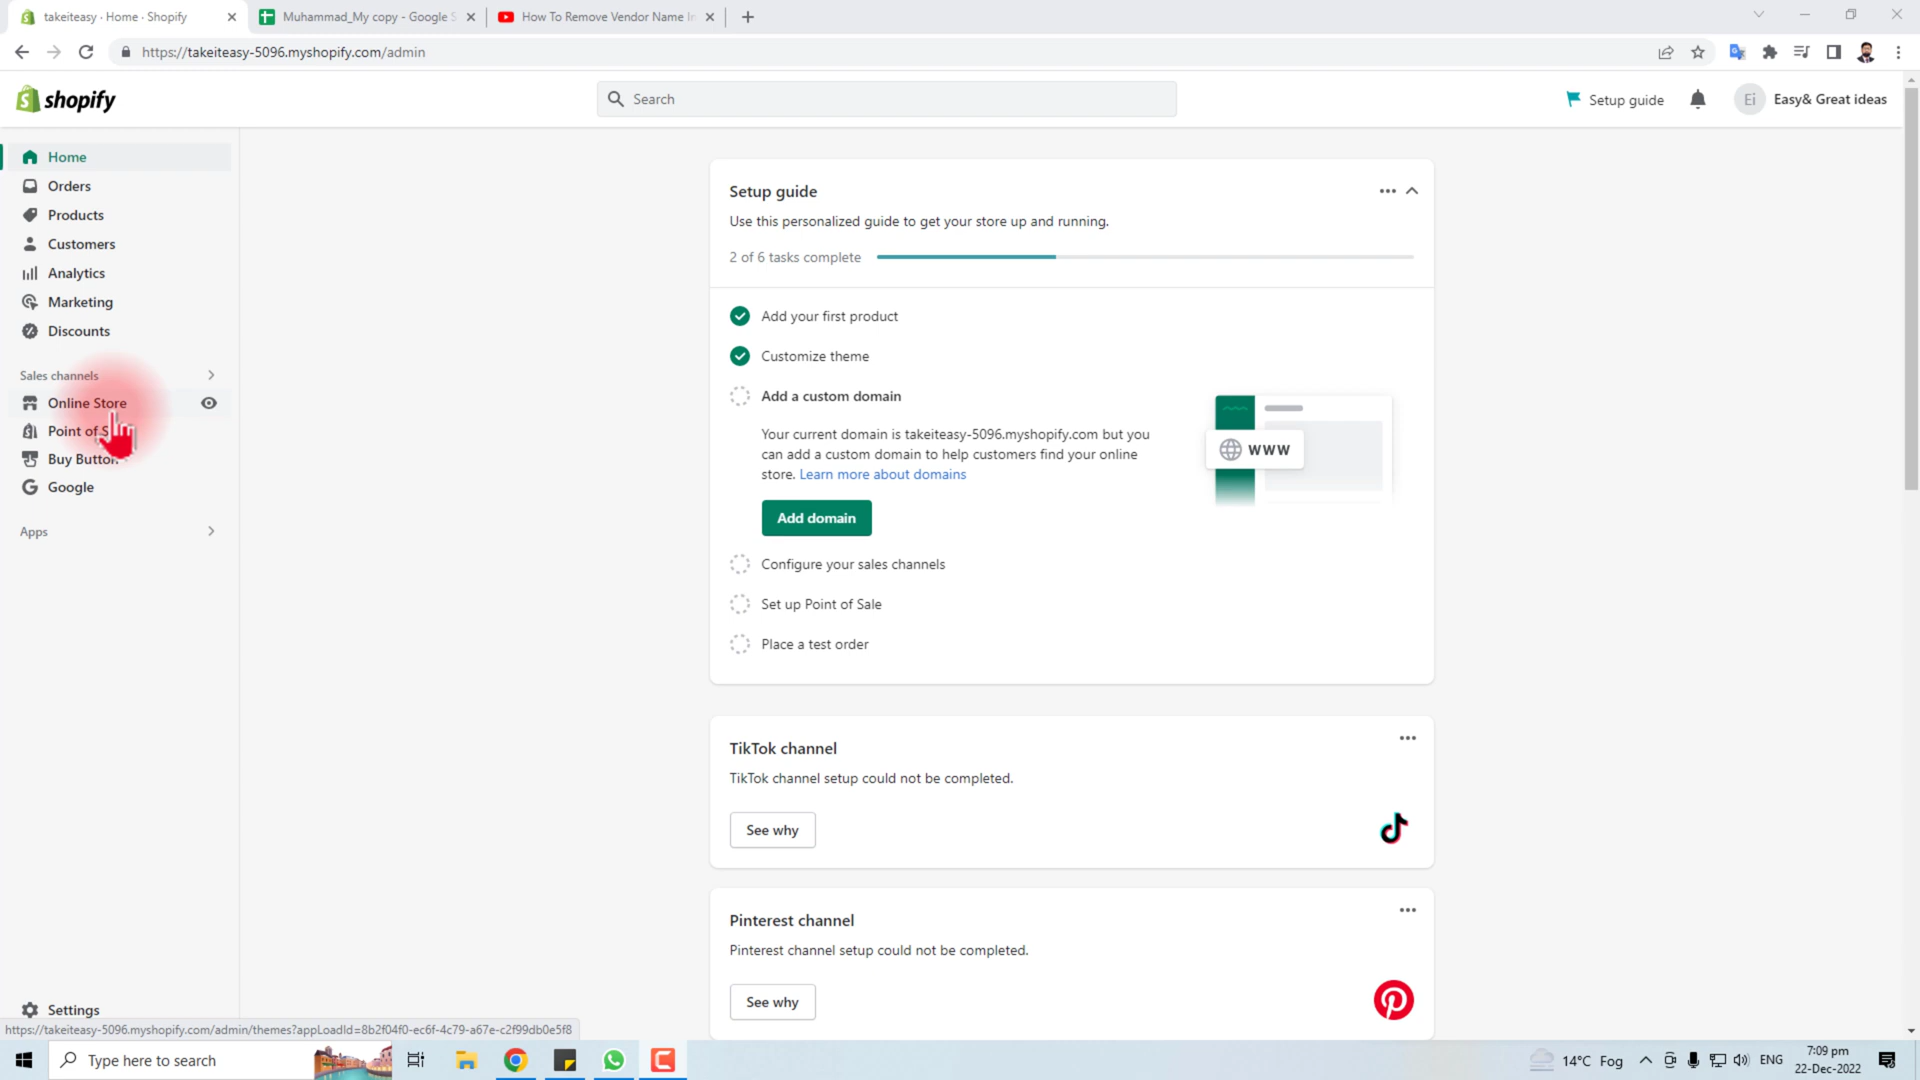 takeiteasy · Home · Shopify
Muhammad_My copy - Google S
How To Remove Vendor Name In
https://takeiteasy-5096.myshopify.com/admin
shopify
Search
Setup guide
Ei
Easy& Great ideas
Home
Orders
Products
Customers
Analytics
Marketing
Discounts
Sales channels
Online Store
Point of S
Buy Button
Google
Apps
Settings
Setup guide
Use this personalized guide to get your store up and running.
2 of 6 tasks complete
Add your first product
Customize theme
Add a custom domain
Your current domain is takeiteasy-5096.myshopify.com but you
can add a custom domain to help customers find your online
store. Learn more about domains
www
Add domain
Configure your sales channels
Set up Point of Sale
Place a test order
TikTok channel
TikTok channel setup could not be completed.
See why
Pinterest channel
Pinterest channel setup could not be completed.
See why
https://takeiteasy-5096.myshopify.com/admin/themes?appLoadId=8b2f04f0-ec6f-4c79-a67e-c2f99db0e5f8
Type here to search
14°C Fog
ENG
7:09 pm
22-Dec-2022